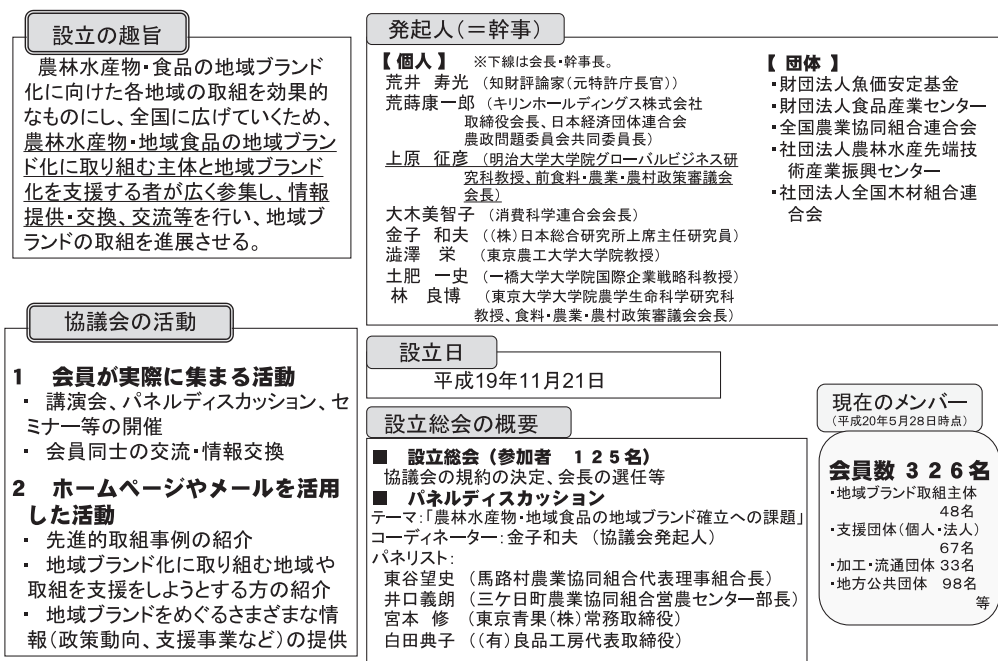 設立の趣旨
農林水産物・食品の地域ブランド
化に向けた各地域の取組を効果的
なものにし、全国に広げていくため、
農林水産物・地域食品の地域ブラン
ド化に取り組む主体と地域ブランド
化を支援する者が広く参集し、情報
提供・交換、交流等を行い、地域ブ
ランドの取組を進展させる。
協議会の活動
1 会員が実際に集まる活動
・ 講演会、パネルディスカッション、セ
ミナー等の開催
・ 会員同士の交流・情報交換
2 ホームページやメールを活用
した活動
・ 先進的取組事例の紹介
・ 地域ブランド化に取り組む地域や
取組を支援をしようとする方の紹介
・ 地域ブランドをめぐるさまざまな情
報(政策動向、支援事業など)の提供
発起人(=幹事)
【 個人 】 ※下線は会長・幹事長。
荒井 寿光 (知財評論家(元特許庁長官))
荒蒔康一郎 (キリンホールディングス株式会社
取締役会長、日本経済団体連合会
農政問題委員会共同委員長)
上原 征彦 (明治大学大学院グローバルビジネス研
究科教授、前食料・農業・農村政策審議会
会長)
大木美智子 (消費科学連合会会長)
金子 和夫 ((株)日本総合研究所上席主任研究員)
澁澤 栄 (東京農工大学大学院教授)
土肥 一史 (一橋大学大学院国際企業戦略科教授)
林 良博 (東京大学大学院農学生命科学研究科
教授、食料・農業・農村政策審議会会長)
【 団体 】
・財団法人魚価安定基金
・財団法人食品産業センター
・全国農業協同組合連合会
・社団法人農林水産先端技
術産業振興センター
・社団法人全国木材組合連
合会
設立日
平成19年11月21日
設立総会の概要
■ 設立総会(参加者 125名)
協議会の規約の決定、会長の選任等
■ パネルディスカッション
テーマ:「農林水産物・地域食品の地域ブランド確立への課題」
コーディネーター:金子和夫 (協議会発起人)
パネリスト:
東谷望史 (馬路村農業協同組合代表理事組合長)
井口義朗 (三ケ日町農業協同組合営農センター部長)
宮本 修 (東京青果(株)常務取締役)
白田典子 ((有)良品工房代表取締役)
現在のメンバー
(平成20年5月28日時点)
会員数 326名
・地域ブランド取組主体
48名
・支援団体(個人・法人)
67名
・加工・流通団体 33名
・地方公共団体 98名
等